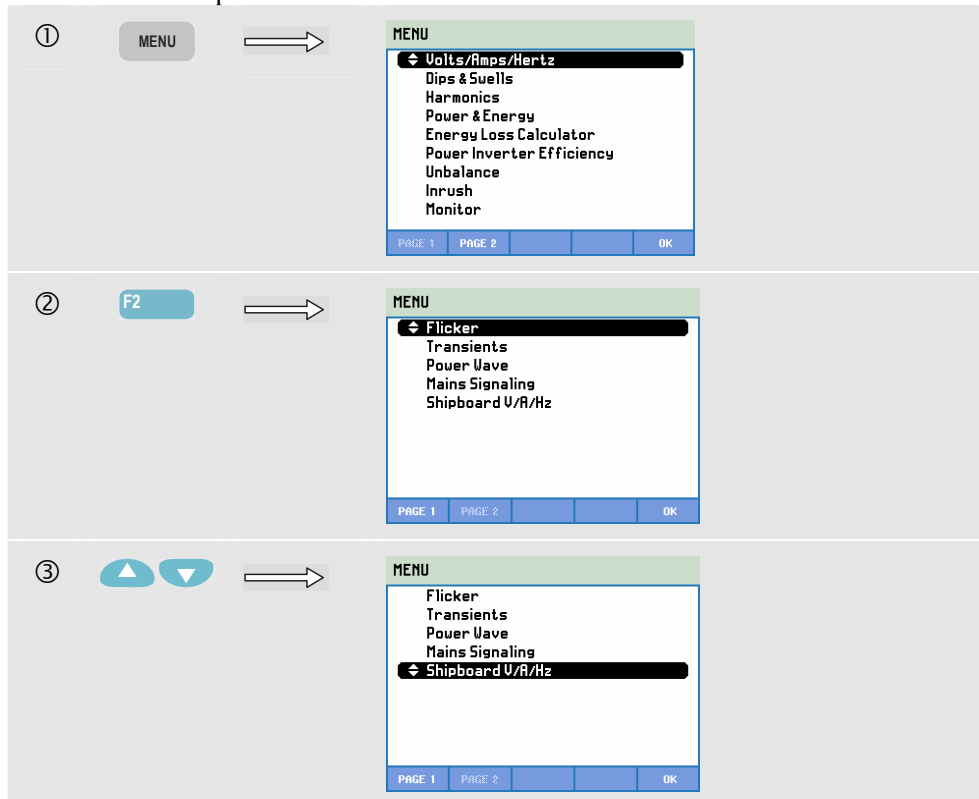 ①
MENU
MENU
Volts/Amps/Hertz
Dips & Swells
Harmonics
Power & Energy
Energy Loss Calculator
Power Inverter Efficiency
Unbalance
Inrush
Monitor
PAGE 1 PAGE 2 OK
②
F2
MENU
Flicker
Transients
Power Wave
Mains Signaling
Shipboard V/A/Hz
PAGE 1 PAGE 2 OK
③
MENU
Flicker
Transients
Power Wave
Mains Signaling
Shipboard V/A/Hz
PAGE 1 PAGE 2 OK